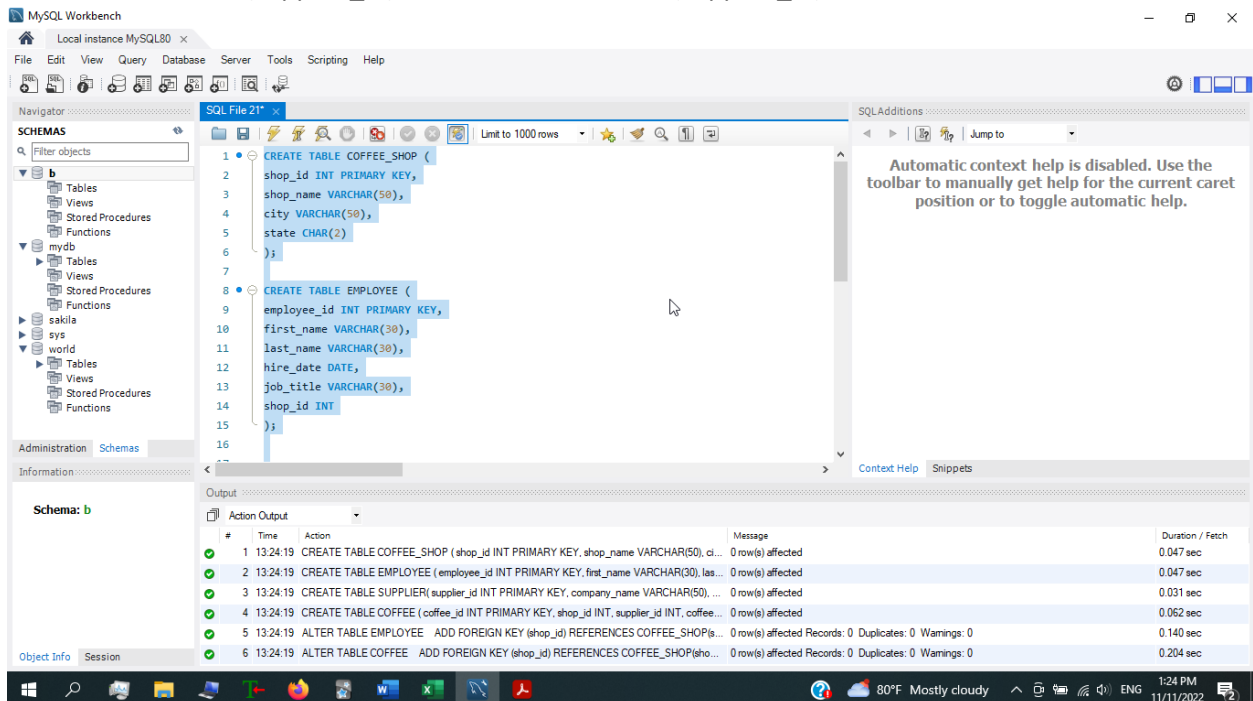 MySQL Workbench
Local instance MySQL80
File Edit View Query Database Server Tools Scripting Help
Navigator
SCHEMAS
Filter objects
b
Tables
Views
Stored Procedures
Functions
mydb
Tables
Views
Stored Procedures
Functions
sakila
sys
world
Tables
Views
Stored Procedures
Functions
Administration Schemas
Information
Schema: b
Object Info Session
SQL File 21*
Limit to 1000 rows
1 CREATE TABLE COFFEE_SHOP (
2 shop_id INT PRIMARY KEY,
3 shop_name VARCHAR(50),
4 city VARCHAR(50),
5 state CHAR(2)
6 );
7
8 CREATE TABLE EMPLOYEE (
9 employee_id INT PRIMARY KEY,
10 first_name VARCHAR(30),
11 last_name VARCHAR(30),
12 hire_date DATE,
13 job_title VARCHAR(30),
14 shop_id INT
15 );
16
SQLAdditions
Jump to
Automatic context help is disabled. Use the
toolbar to manually get help for the current caret
position or to toggle automatic help.
Context Help Snippets
Output
Action Output
# Time Action Message Duration / Fetch
1 13:24:19 CREATE TABLE COFFEE_SHOP ( shop_id INT PRIMARY KEY, shop_name VARCHAR(50), ci... 0 row(s) affected 0.047 sec
2 13:24:19 CREATE TABLE EMPLOYEE ( employee_id INT PRIMARY KEY, first_name VARCHAR(30), las... 0 row(s) affected 0.047 sec
3 13:24:19 CREATE TABLE SUPPLIER( supplier_id INT PRIMARY KEY, company_name VARCHAR(50), ... 0 row(s) affected 0.031 sec
4 13:24:19 CREATE TABLE COFFEE ( coffee_id INT PRIMARY KEY, shop_id INT, supplier_id INT, coffee... 0 row(s) affected 0.062 sec
5 13:24:19 ALTER TABLE EMPLOYEE ADD FOREIGN KEY (shop_id) REFERENCES COFFEE_SHOP(s... 0 row(s) affected Records: 0 Duplicates: 0 Warnings: 0 0.140 sec
6 13:24:19 ALTER TABLE COFFEE ADD FOREIGN KEY (shop_id) REFERENCES COFFEE_SHOP(sho... 0 row(s) affected Records: 0 Duplicates: 0 Warnings: 0 0.204 sec
80°F Mostly cloudy ENG 1:24 PM
11/11/2022
2